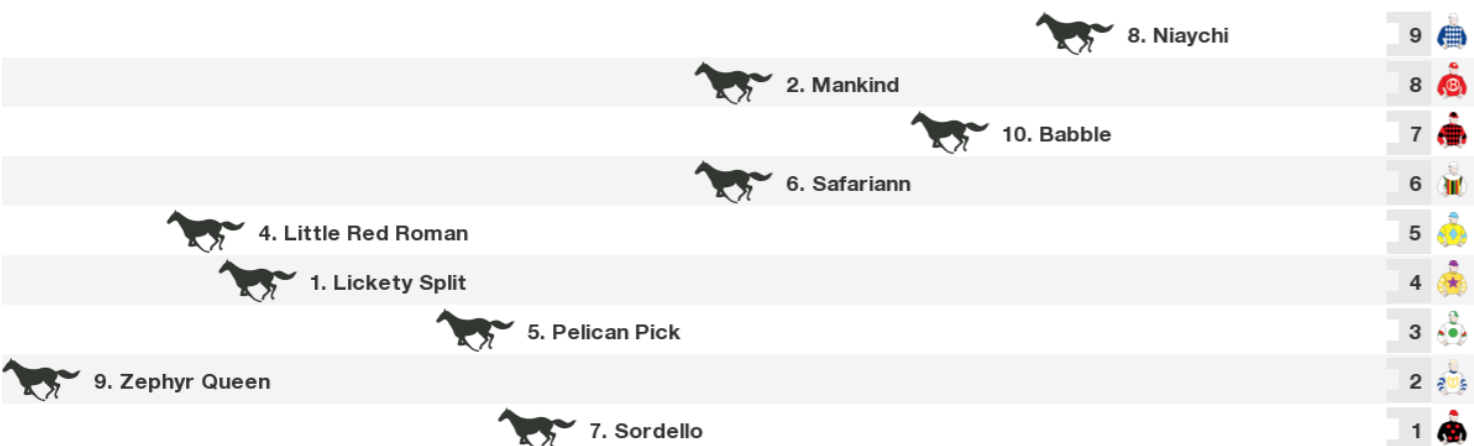 8. Niaychi 9
2. Mankind 8
10. Babble 7
6. Safariann 6
4. Little Red Roman 5
1. Lickety Split 4
5. Pelican Pick 3
9. Zephyr Queen 2
7. Sordello 1